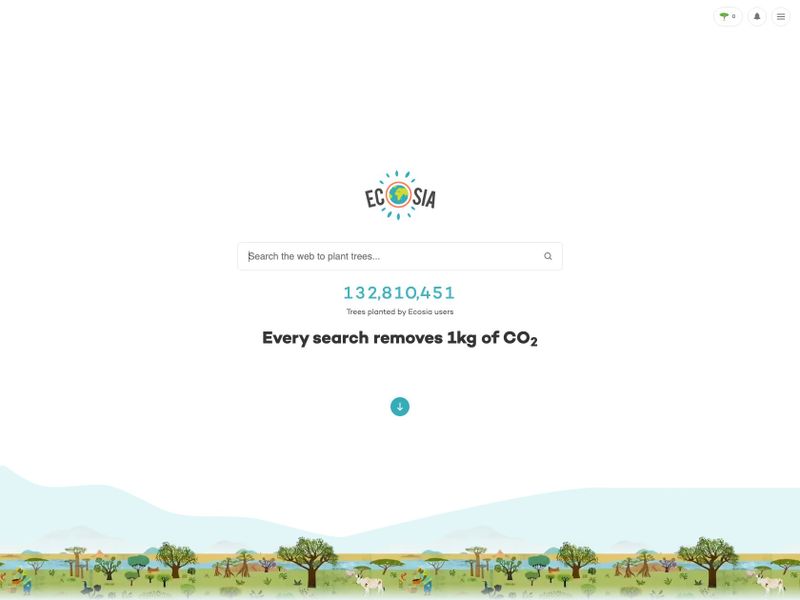 0
ECOSIA
Search the web to plant trees...
132,810,451
Trees planted by Ecosia users
Every search removes 1kg of CO₂